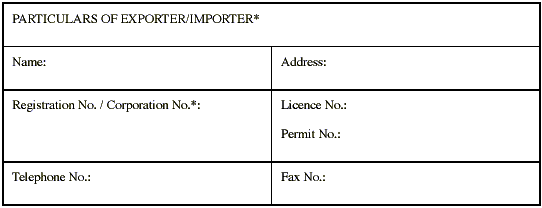 PARTICULARS OF EXPORTER/IMPORTER*
Name:
Address:
Registration No. / Corporation No.*:
Licence No.:
Permit No.:
Telephone No.:
Fax No.: